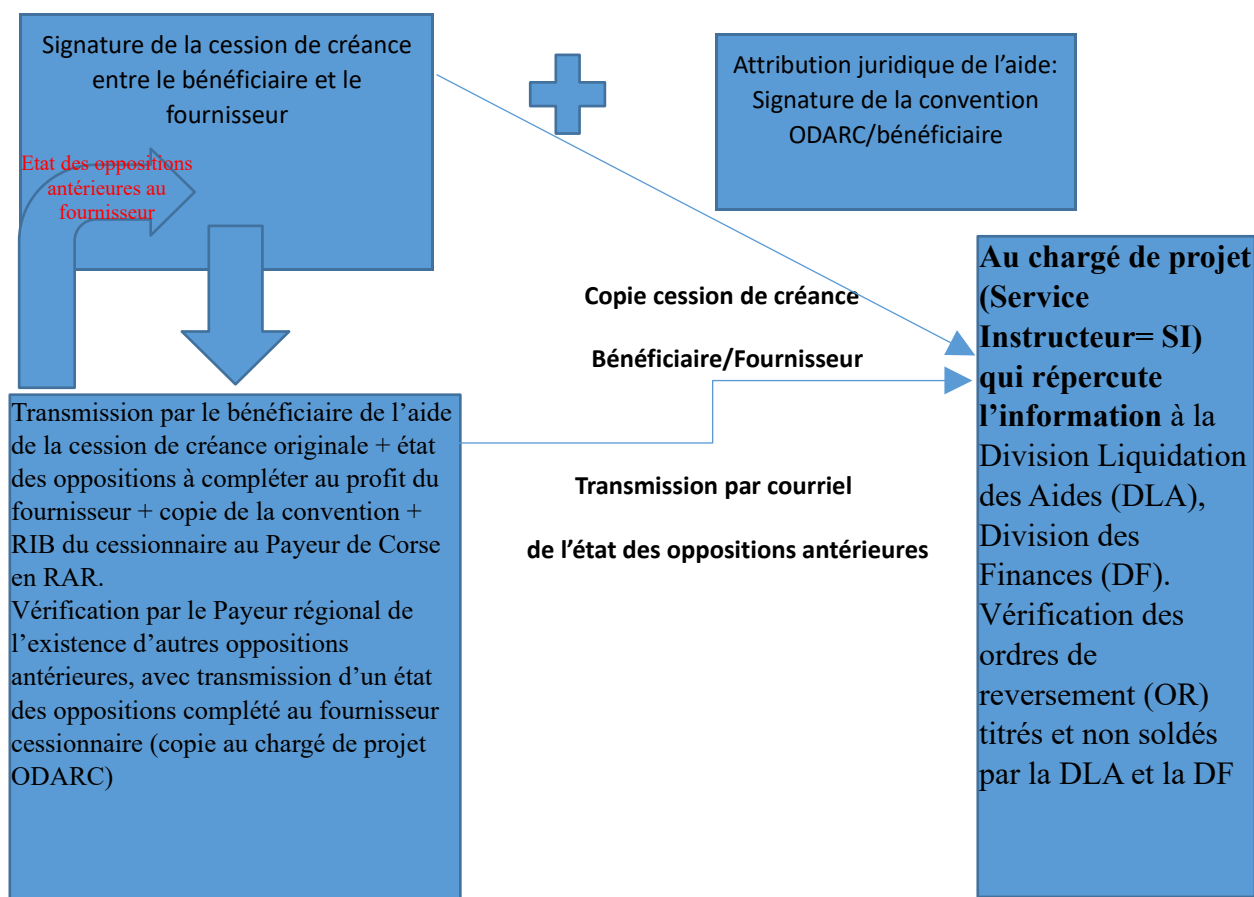 Signature de la cession de créance
entre le bénéficiaire et le
fournisseur
Etat des oppositions
antérieures au
fournisseur
Attribution juridique de l’aide:
Signature de la convention
ODARC/bénéficiaire
Copie cession de créance
Bénéficiaire/Fournisseur
Transmission par courriel
de l’état des oppositions antérieures
Transmission par le bénéficiaire de l’aide
de la cession de créance originale + état
des oppositions à compléter au profit du
fournisseur + copie de la convention +
RIB du cessionnaire au Payeur de Corse
en RAR.
Vérification par le Payeur régional de
l’existence d’autres oppositions
antérieures, avec transmission d’un état
des oppositions complété au fournisseur
cessionnaire (copie au chargé de projet
ODARC)
Au chargé de projet
(Service
Instructeur= SI)
qui répercute
l’information à la
Division Liquidation
des Aides (DLA),
Division des
Finances (DF).
Vérification des
ordres de
reversement (OR)
titrés et non soldés
par la DLA et la DF